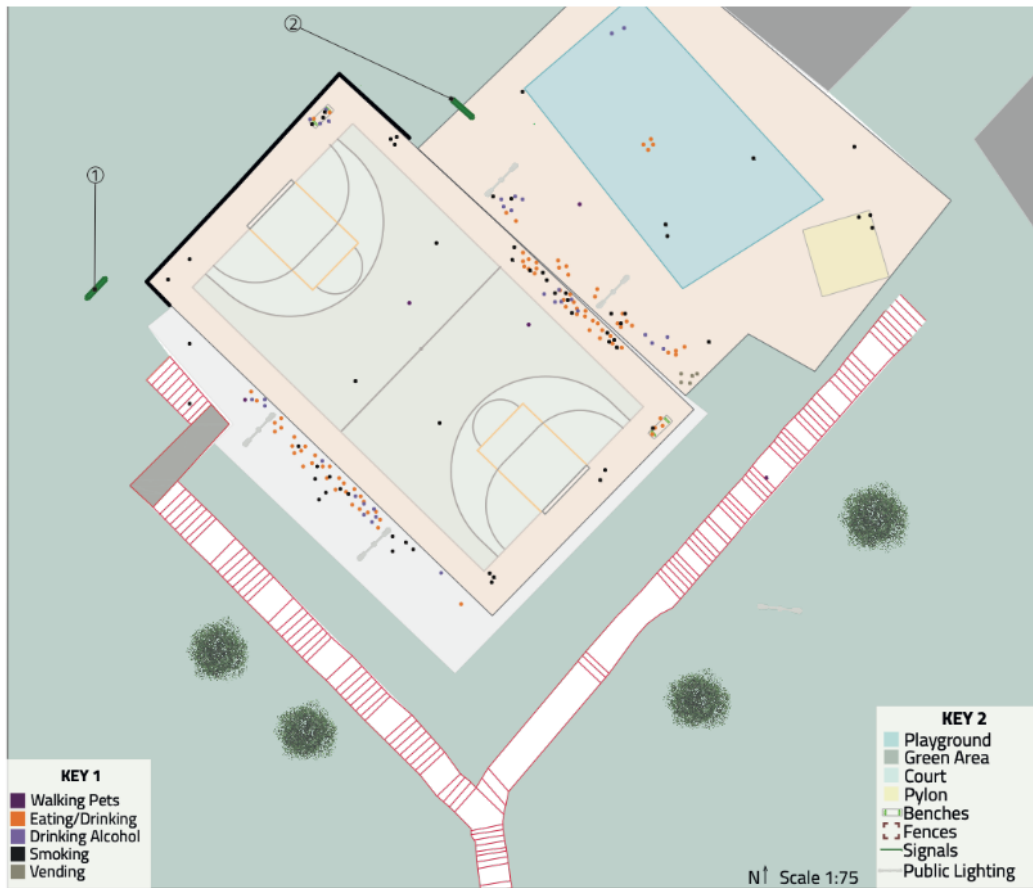 ②
①
KEY 1
Walking Pets
Eating/Drinking
Drinking Alcohol
Smoking
Vending
KEY 2
Playground
Green Area
Court
Pylon
Benches
Fences
Signals
Public Lighting
N↑ Scale 1:75